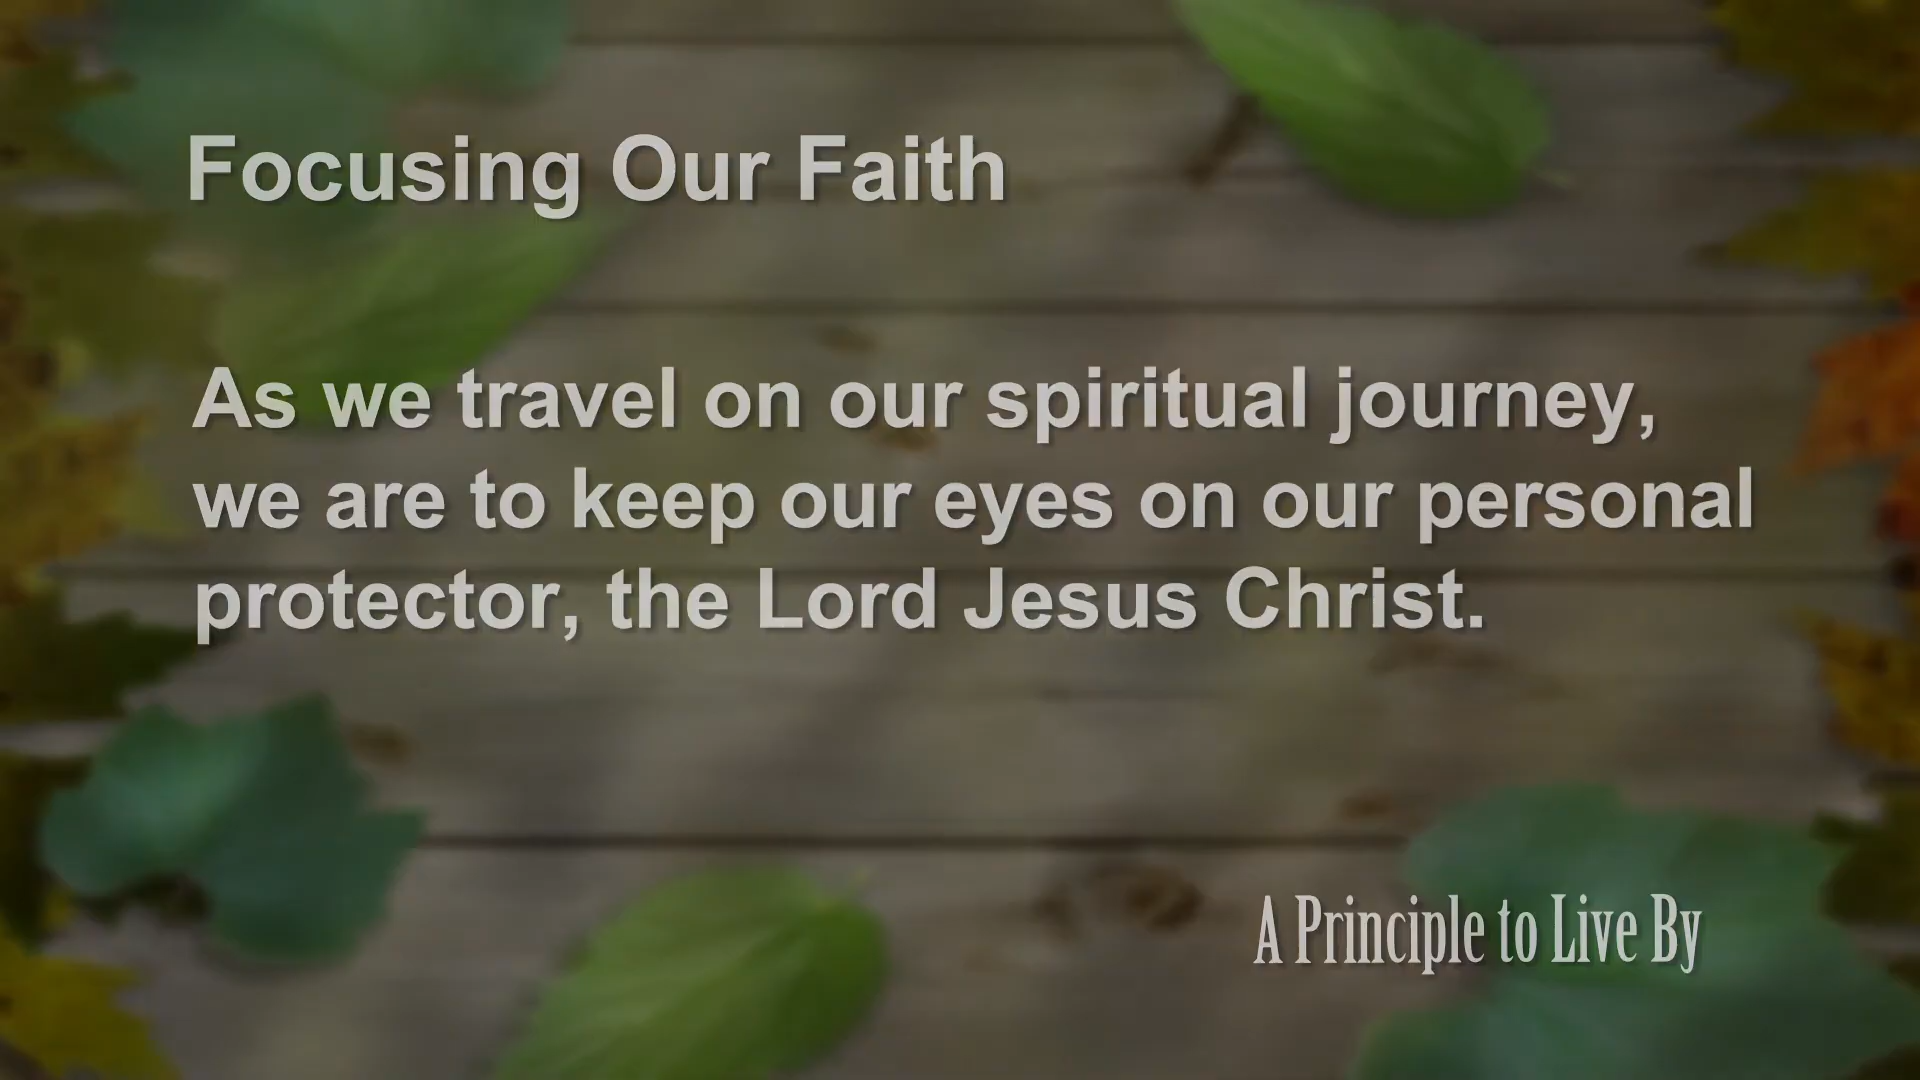 Focusing Our Faith
As we travel on our spiritual journey,
we are to keep our eyes on our personal
protector, the Lord Jesus Christ.
A Principle to Live By